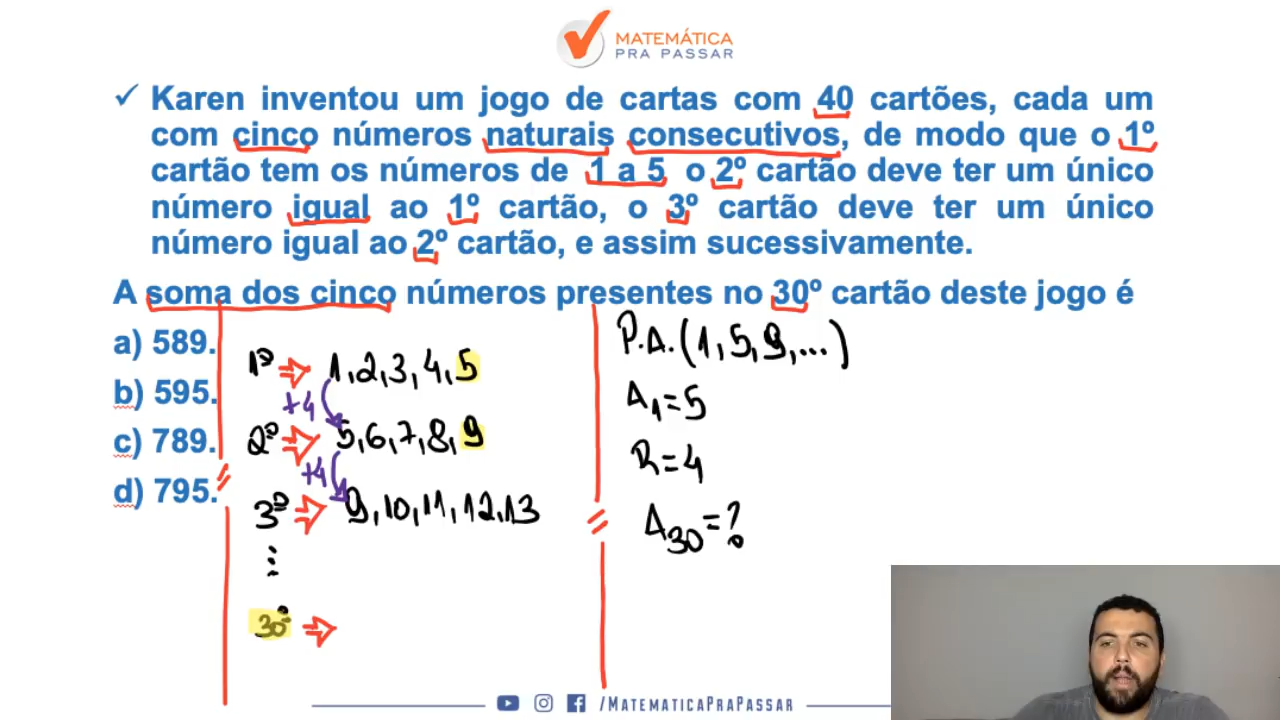 MATEMÁTICA
PRA PASSAR
✓ Karen inventou um jogo de cartas com 40 cartões, cada um
com cinco números naturais consecutivos, de modo que o 1º
cartão tem os números de 1 a 5 o 2º cartão deve ter um único
número igual ao 1º cartão, o 3º cartão deve ter um único
número igual ao 2º cartão, e assim sucessivamente.
A soma dos cinco números presentes no 30º cartão deste jogo é
a) 589.
b) 595.
c) 789.
d) 795.
1º ⇒ 1, 2, 3, 4, 5
+4
2º ⇒ 5, 6, 7, 8, 9
+4
3º ⇒ 9, 10, 11, 12, 13
⋮
30º ⇒
P.A. (1, 5, 9, ...)
A₁ = 5
R = 4
A₃₀ = ?
/MATEMATICAPRAPASSAR